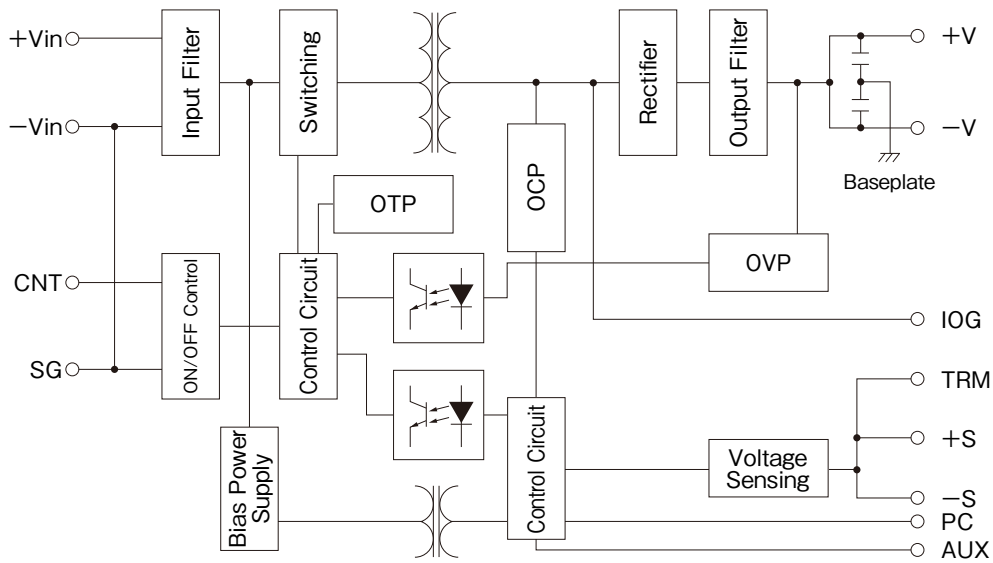 +Vin
−Vin
CNT
SG
Input Filter
Switching
ON/OFF Control
Control Circuit
OTP
Bias Power
Supply
OCP
Control Circuit
Rectifier
Output Filter
OVP
Voltage
Sensing
Baseplate
+V
−V
IOG
TRM
+S
−S
PC
AUX